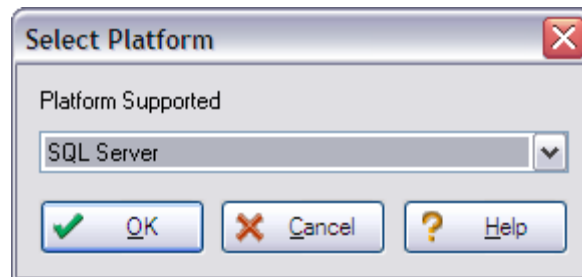 Select Platform
Platform Supported
SQL Server
OK Cancel Help